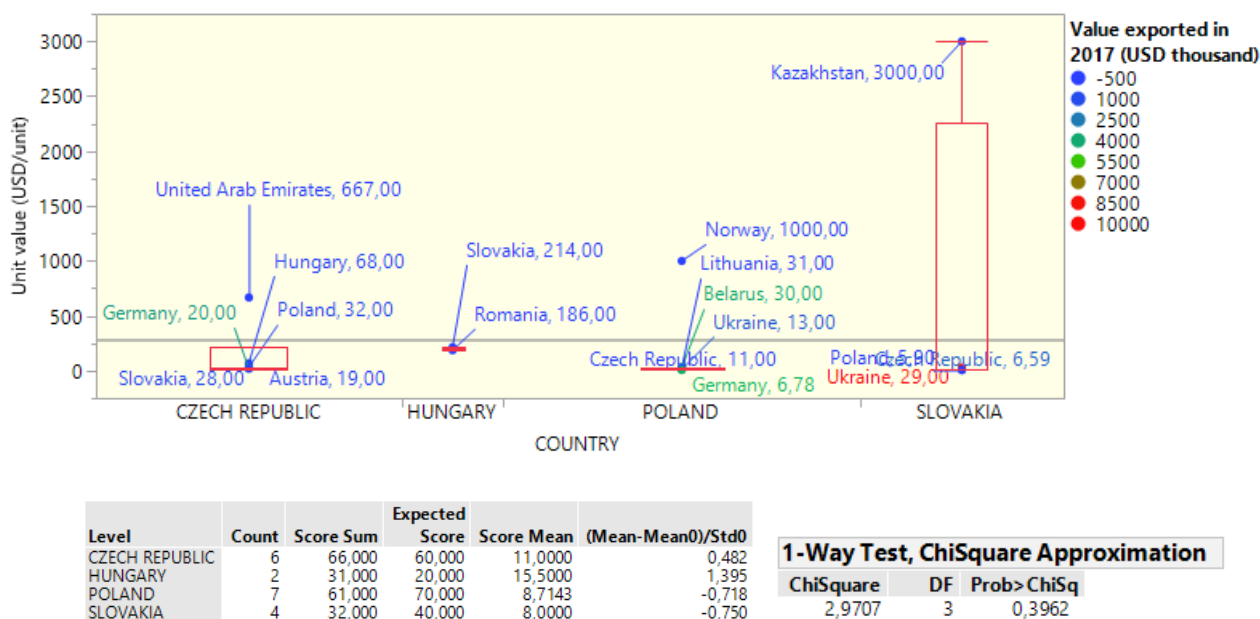 Value exported in
2017 (USD thousand)
-500
1000
2500
4000
5500
7000
8500
10000
Unit value (USD/unit)
3000
2500
2000
1500
1000
500
0
Kazakhstan, 3000,00
United Arab Emirates, 667,00
Norway, 1000,00
Slovakia, 214,00
Hungary, 68,00
Lithuania, 31,00
Belarus, 30,00
Germany, 20,00
Poland, 32,00
Romania, 186,00
Ukraine, 13,00
Czech Republic, 11,00
Poland, 5,90
Czech Republic, 6,59
Slovakia, 28,00
Austria, 19,00
Germany, 6,78
Ukraine, 29,00
CZECH REPUBLIC HUNGARY POLAND SLOVAKIA
COUNTRY
Expected
Level Count Score Sum Score Score Mean (Mean-Mean0)/Std0
CZECH REPUBLIC 6 66,000 60,000 11,0000 0,482
HUNGARY 2 31,000 20,000 15,5000 1,395
POLAND 7 61,000 70,000 8,7143 -0,718
SLOVAKIA 4 32,000 40,000 8,0000 -0,750
1-Way Test, ChiSquare Approximation
ChiSquare DF Prob>ChiSq
2,9707 3 0,3962